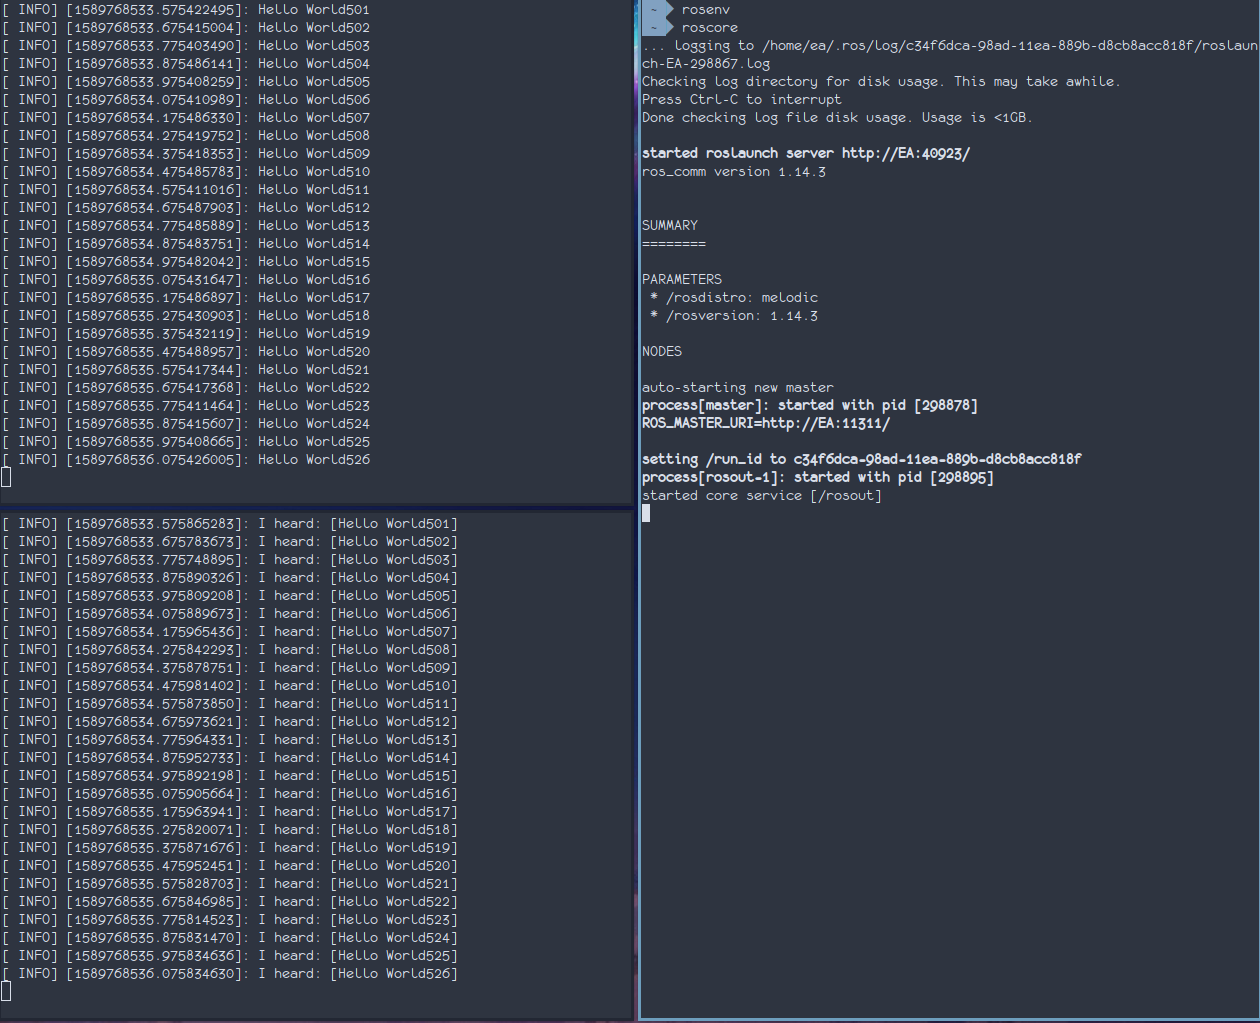 [ INFO] [1589768533.575422495]: Hello World501
[ INFO] [1589768533.675415004]: Hello World502
[ INFO] [1589768533.775403490]: Hello World503
[ INFO] [1589768533.875486141]: Hello World504
[ INFO] [1589768533.975408259]: Hello World505
[ INFO] [1589768534.075410989]: Hello World506
[ INFO] [1589768534.175486330]: Hello World507
[ INFO] [1589768534.275419752]: Hello World508
[ INFO] [1589768534.375418353]: Hello World509
[ INFO] [1589768534.475485783]: Hello World510
[ INFO] [1589768534.575411016]: Hello World511
[ INFO] [1589768534.675487903]: Hello World512
[ INFO] [1589768534.775485889]: Hello World513
[ INFO] [1589768534.875483751]: Hello World514
[ INFO] [1589768534.975482042]: Hello World515
[ INFO] [1589768535.075431647]: Hello World516
[ INFO] [1589768535.175486897]: Hello World517
[ INFO] [1589768535.275430903]: Hello World518
[ INFO] [1589768535.375432119]: Hello World519
[ INFO] [1589768535.475488957]: Hello World520
[ INFO] [1589768535.575417344]: Hello World521
[ INFO] [1589768535.675417368]: Hello World522
[ INFO] [1589768535.775411464]: Hello World523
[ INFO] [1589768535.875415607]: Hello World524
[ INFO] [1589768535.975408665]: Hello World525
[ INFO] [1589768536.075426005]: Hello World526
[ INFO] [1589768533.575865283]: I heard: [Hello World501]
[ INFO] [1589768533.675783673]: I heard: [Hello World502]
[ INFO] [1589768533.775748895]: I heard: [Hello World503]
[ INFO] [1589768533.875890326]: I heard: [Hello World504]
[ INFO] [1589768533.975809208]: I heard: [Hello World505]
[ INFO] [1589768534.075889673]: I heard: [Hello World506]
[ INFO] [1589768534.175965436]: I heard: [Hello World507]
[ INFO] [1589768534.275842293]: I heard: [Hello World508]
[ INFO] [1589768534.375878751]: I heard: [Hello World509]
[ INFO] [1589768534.475981402]: I heard: [Hello World510]
[ INFO] [1589768534.575873850]: I heard: [Hello World511]
[ INFO] [1589768534.675973621]: I heard: [Hello World512]
[ INFO] [1589768534.775964331]: I heard: [Hello World513]
[ INFO] [1589768534.875952733]: I heard: [Hello World514]
[ INFO] [1589768534.975892198]: I heard: [Hello World515]
[ INFO] [1589768535.075905664]: I heard: [Hello World516]
[ INFO] [1589768535.175963941]: I heard: [Hello World517]
[ INFO] [1589768535.275820071]: I heard: [Hello World518]
[ INFO] [1589768535.375871676]: I heard: [Hello World519]
[ INFO] [1589768535.475952451]: I heard: [Hello World520]
[ INFO] [1589768535.575828703]: I heard: [Hello World521]
[ INFO] [1589768535.675846985]: I heard: [Hello World522]
[ INFO] [1589768535.775814523]: I heard: [Hello World523]
[ INFO] [1589768535.875831470]: I heard: [Hello World524]
[ INFO] [1589768535.975834636]: I heard: [Hello World525]
[ INFO] [1589768536.075834630]: I heard: [Hello World526]
~ rosenv
~ roscore
... logging to /home/ea/.ros/log/c34f6dca-98ad-11ea-889b-d8cb8acc818f/roslaun
ch-EA-298867.log
Checking log directory for disk usage. This may take awhile.
Press Ctrl-C to interrupt
Done checking log file disk usage. Usage is <1GB.
started roslaunch server http://EA:40923/
ros_comm version 1.14.3
SUMMARY
========
PARAMETERS
* /rosdistro: melodic
* /rosversion: 1.14.3
NODES
auto-starting new master
process[master]: started with pid [298878]
ROS_MASTER_URI=http://EA:11311/
setting /run_id to c34f6dca-98ad-11ea-889b-d8cb8acc818f
process[rosout-1]: started with pid [298895]
started core service [/rosout]